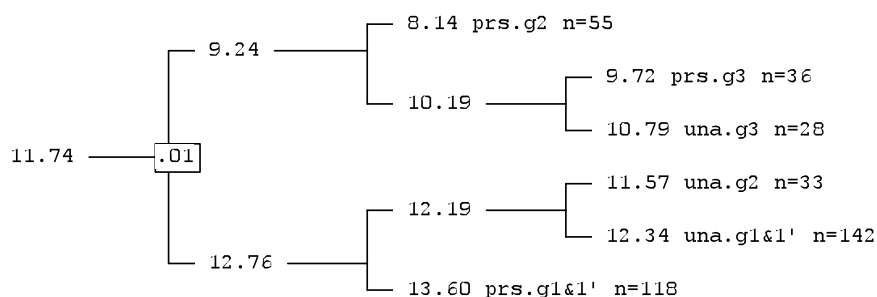 8.14 prs.g2 n=55
9.24
9.72 prs.g3 n=36
10.19
10.79 una.g3 n=28
11.74 .01
11.57 una.g2 n=33
12.19
12.34 una.g1&1' n=142
12.76
13.60 prs.g1&1' n=118